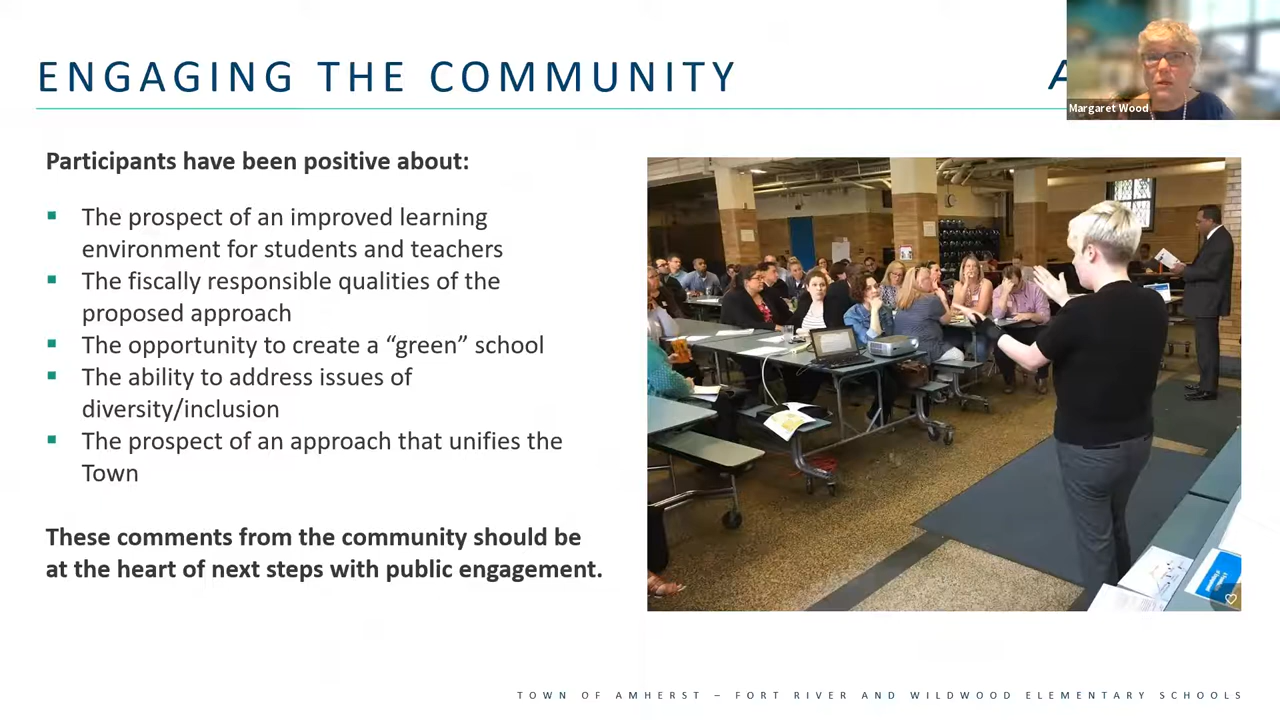 ENGAGING THE COMMUNITY
A
Margaret Wood
Participants have been positive about:
▪ The prospect of an improved learning
environment for students and teachers
▪ The fiscally responsible qualities of the
proposed approach
▪ The opportunity to create a “green” school
▪ The ability to address issues of
diversity/inclusion
▪ The prospect of an approach that unifies the
Town
These comments from the community should be
at the heart of next steps with public engagement.
TOWN OF AMHERST – FORT RIVER AND WILDWOOD ELEMENTARY SCHOOLS